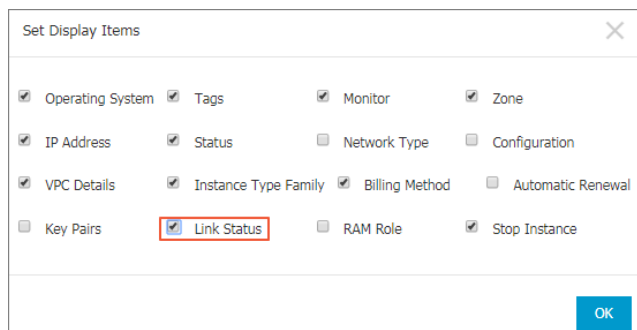 Set Display Items
Operating System Tags Monitor Zone
IP Address Status Network Type Configuration
VPC Details Instance Type Family Billing Method Automatic Renewal
Key Pairs Link Status RAM Role Stop Instance
OK